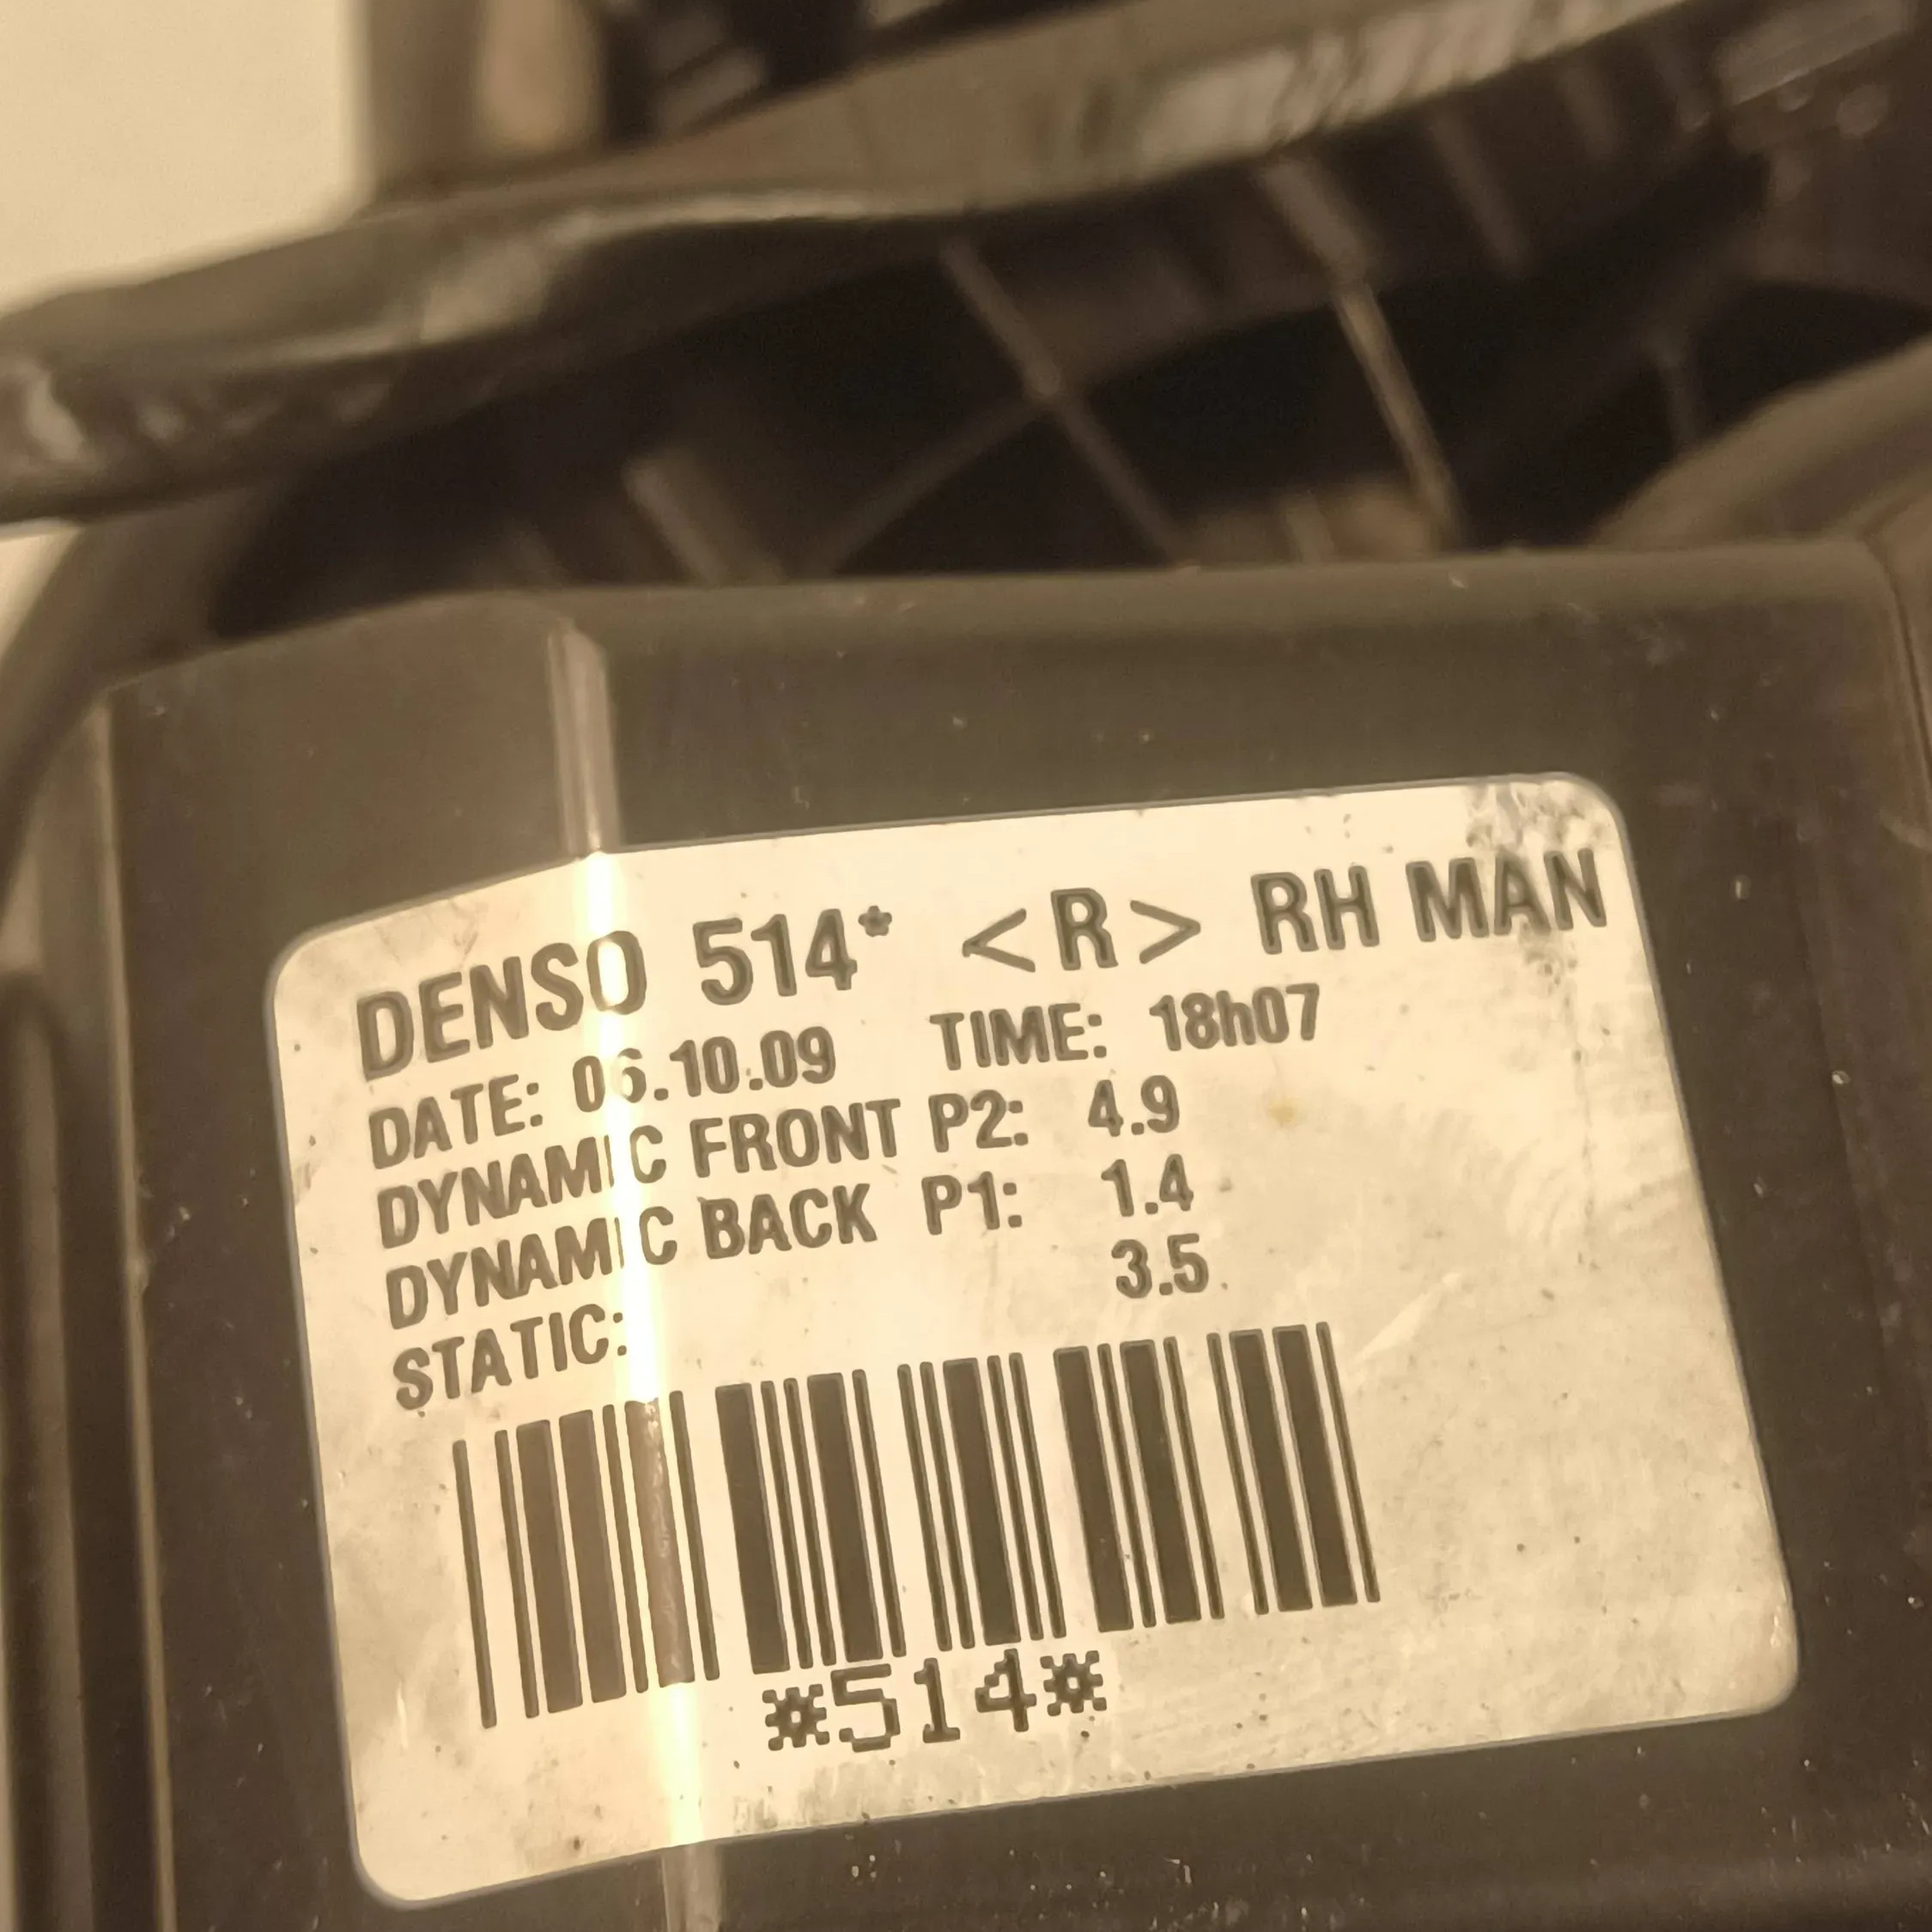 DENSO 514* <R> RH MAN
DATE: 06.10.09 TIME: 18h07
DYNAMIC FRONT P2: 4.9
DYNAMIC BACK P1: 1.4
STATIC: 3.5
*514*